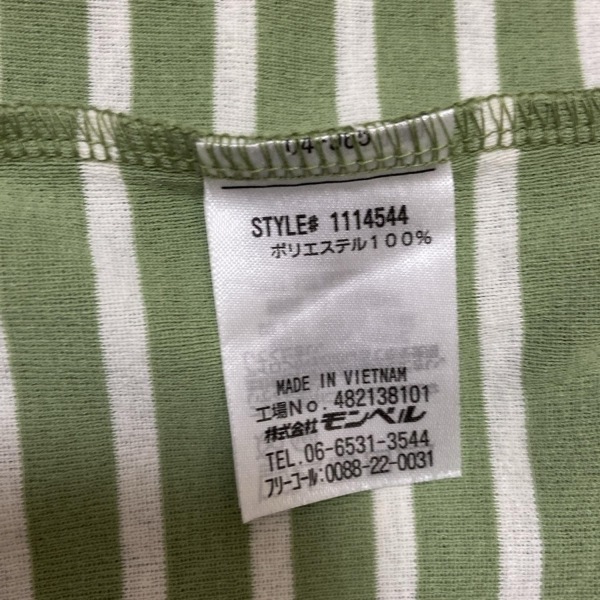 STYLE# 1114544
ポリエステル100%
MADE IN VIETNAM
工場No. 482138101
株式会社モンベル
TEL.06-6531-3544
フリーコール:0088-22-0031